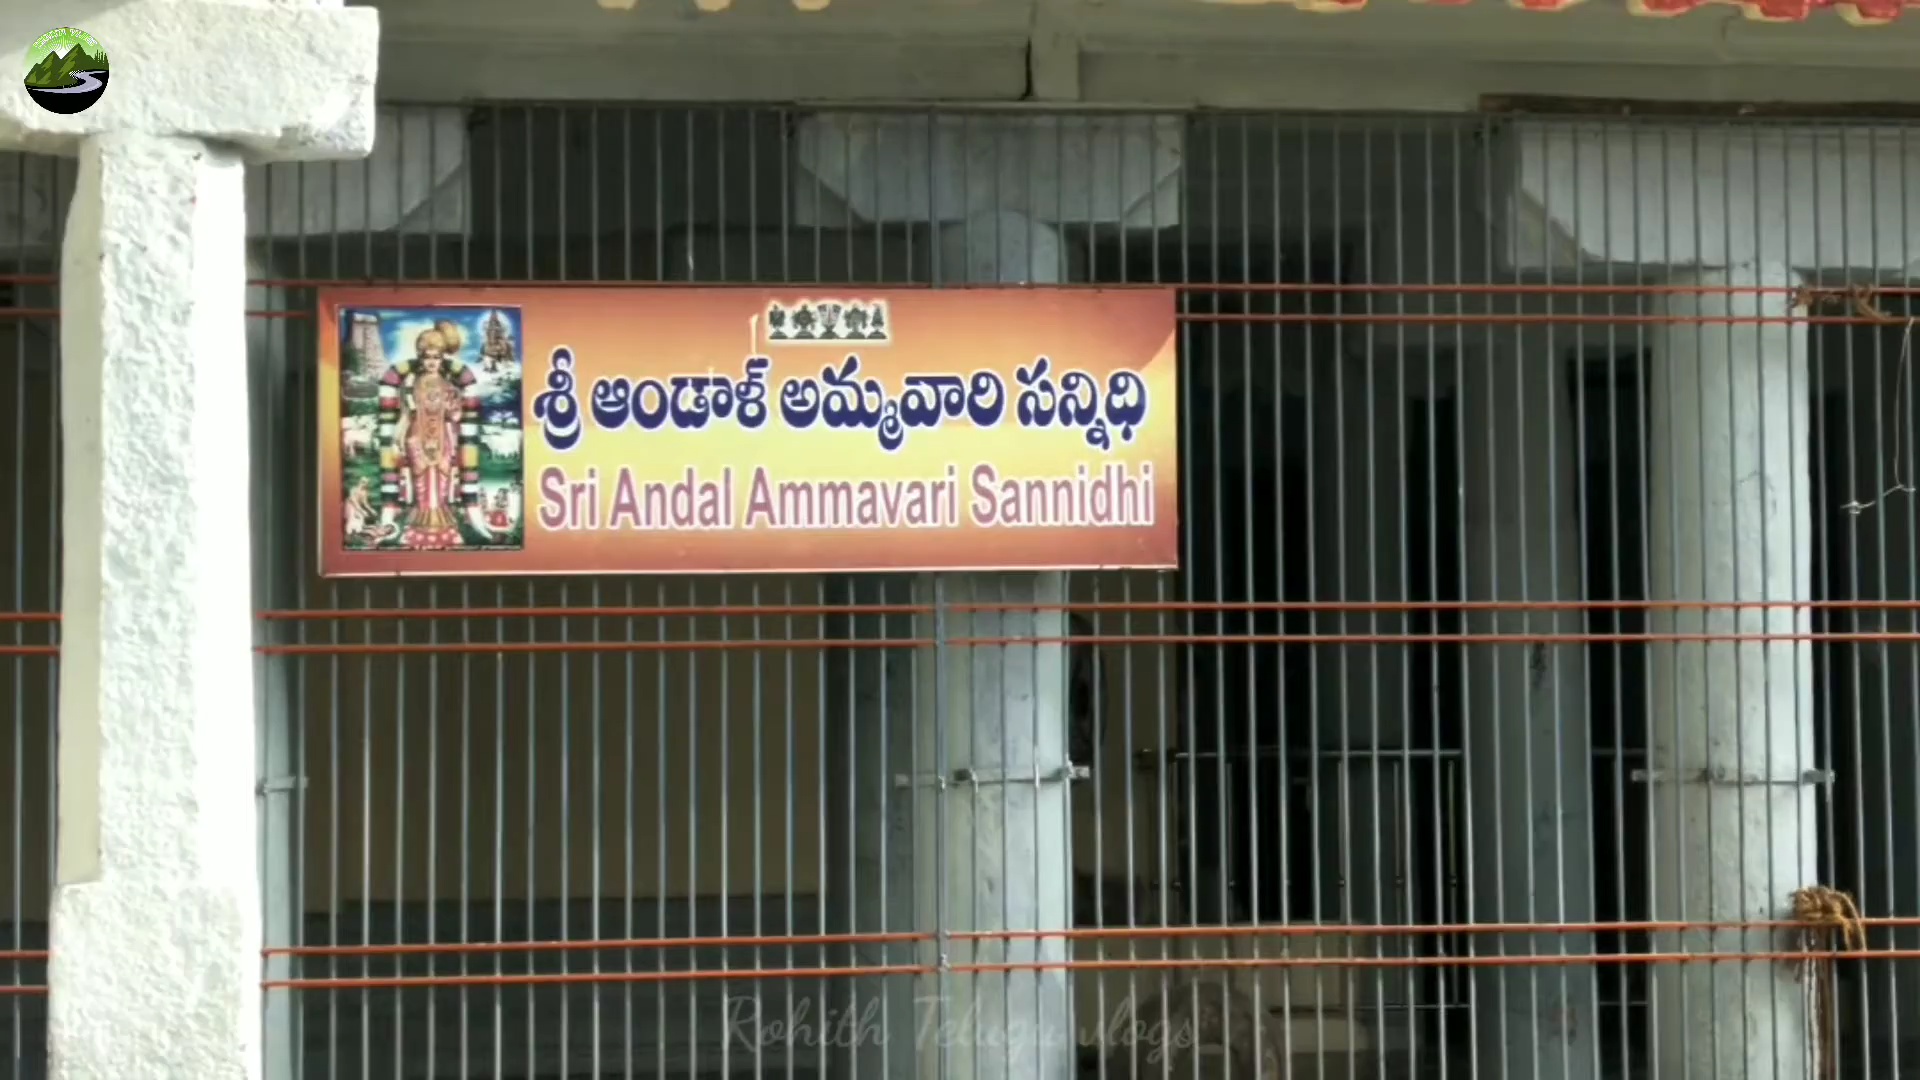 శ్రీ ఆండాళ్ అమ్మవారి సన్నిధి
Sri Andal Ammavari Sannidhi
Rohith Telugu vlogs